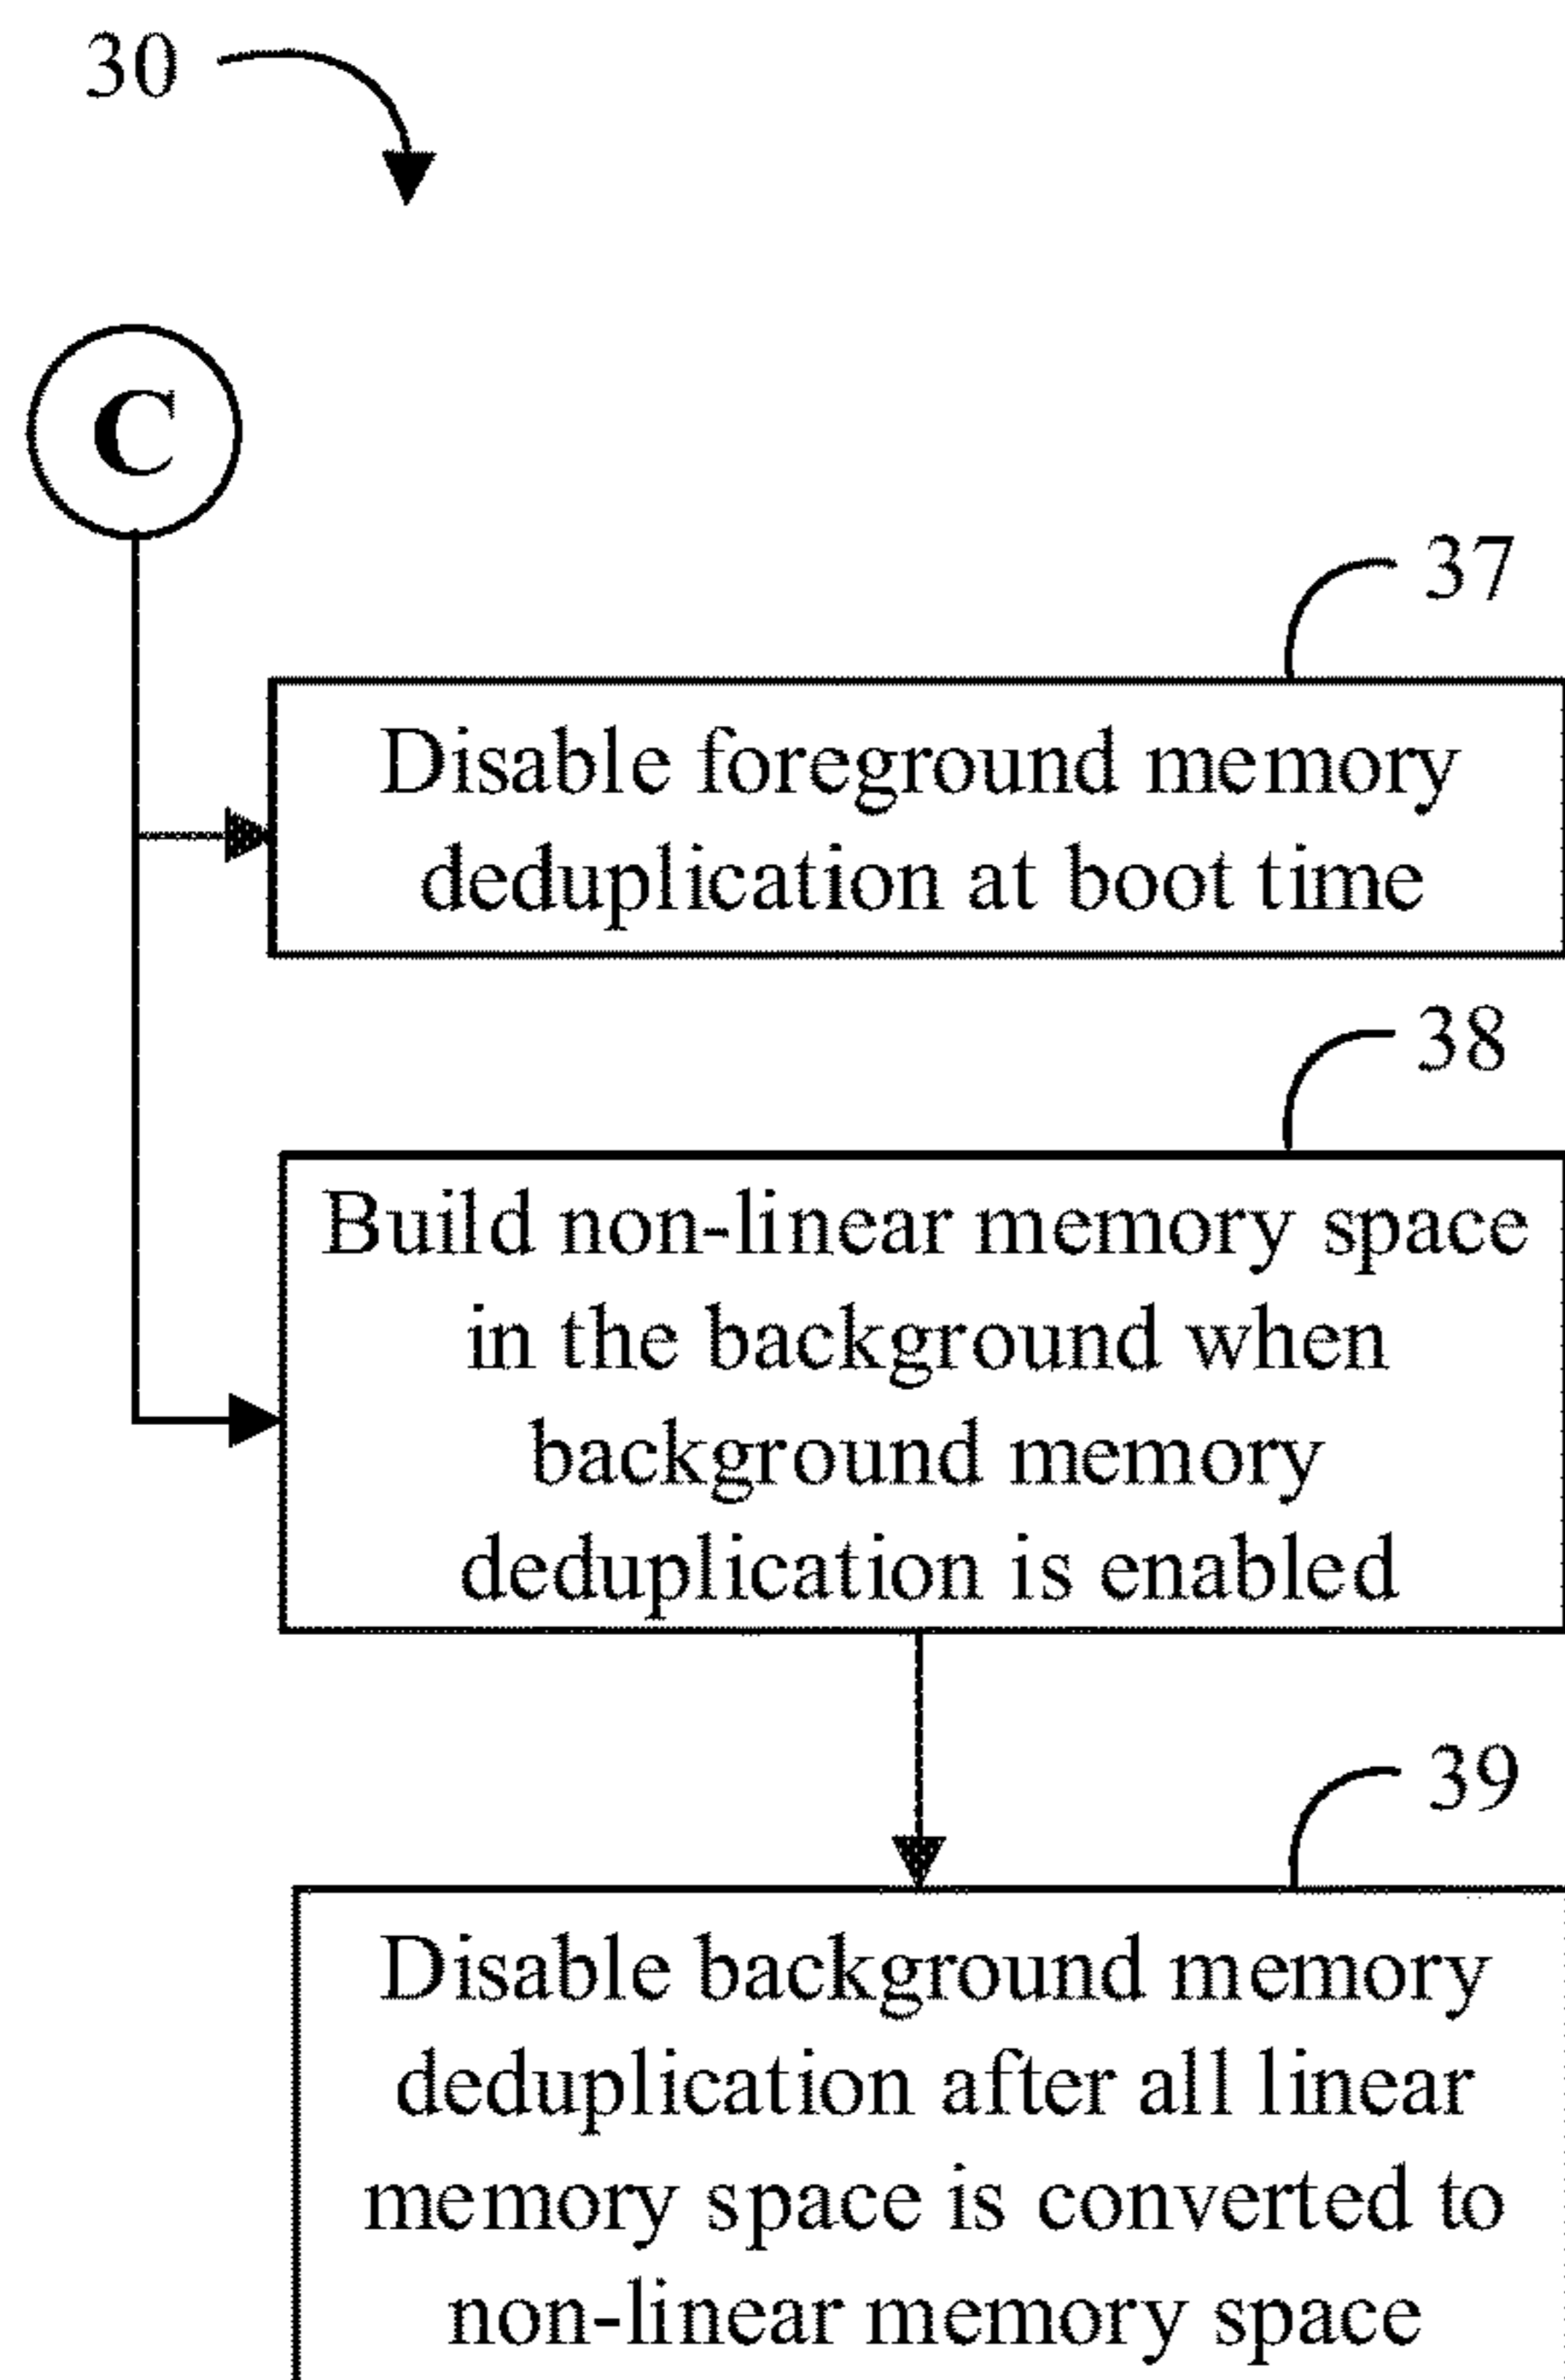 30
C
37
Disable foreground memory
deduplication at boot time
38
Build non-linear memory space
in the background when
background memory
deduplication is enabled
39
Disable background memory
deduplication after all linear
memory space is converted to
non-linear memory space